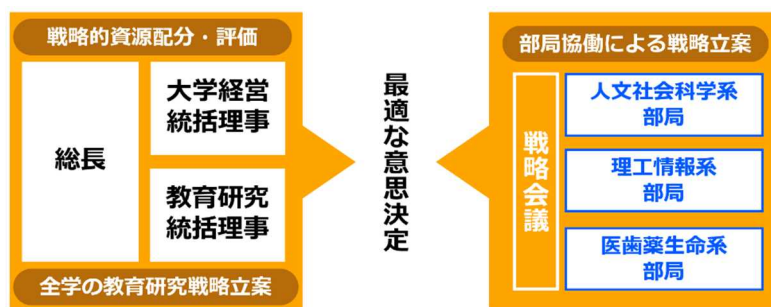 戦略的資源配分・評価
総長
大学経営
統括理事
教育研究
統括理事
全学の教育研究戦略立案
最適な意思決定
部局協働による戦略立案
戦略会議
人文社会科学系
部局
理工情報系
部局
医歯薬生命系
部局